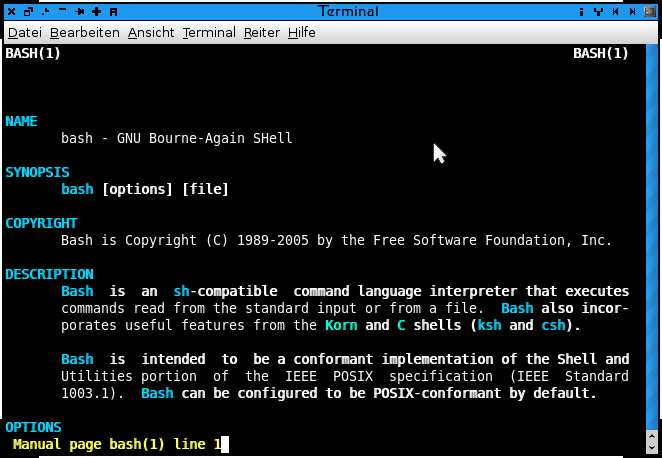 Terminal
Datei Bearbeiten Ansicht Terminal Reiter Hilfe
BASH(1) BASH(1)
NAME
bash - GNU Bourne-Again SHell
SYNOPSIS
bash [options] [file]
COPYRIGHT
Bash is Copyright (C) 1989-2005 by the Free Software Foundation, Inc.
DESCRIPTION
Bash is an sh-compatible command language interpreter that executes
commands read from the standard input or from a file. Bash also incor-
porates useful features from the Korn and C shells (ksh and csh).
Bash is intended to be a conformant implementation of the Shell and
Utilities portion of the IEEE POSIX specification (IEEE Standard
1003.1). Bash can be configured to be POSIX-conformant by default.
OPTIONS
Manual page bash(1) line 1